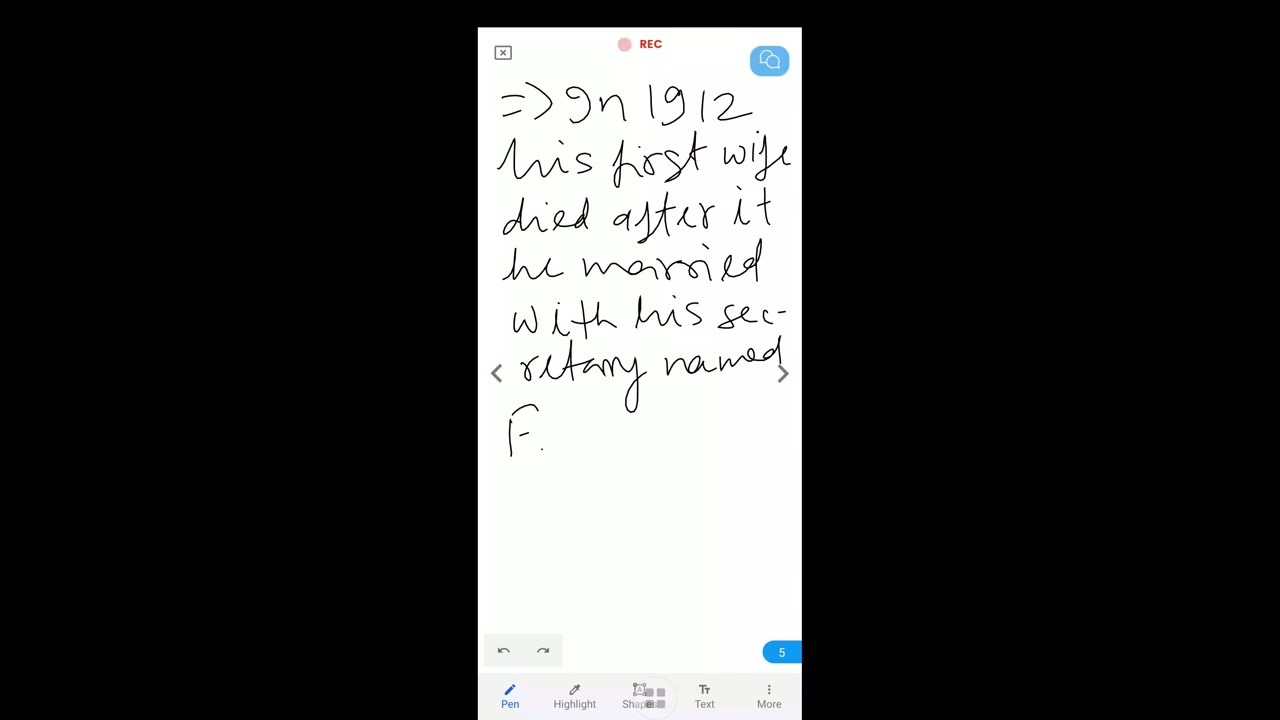 REC
=> In 1912
his first wife
died after it
he married
with his sec-
retary named
F.
5
Pen Highlight Shapes Text More